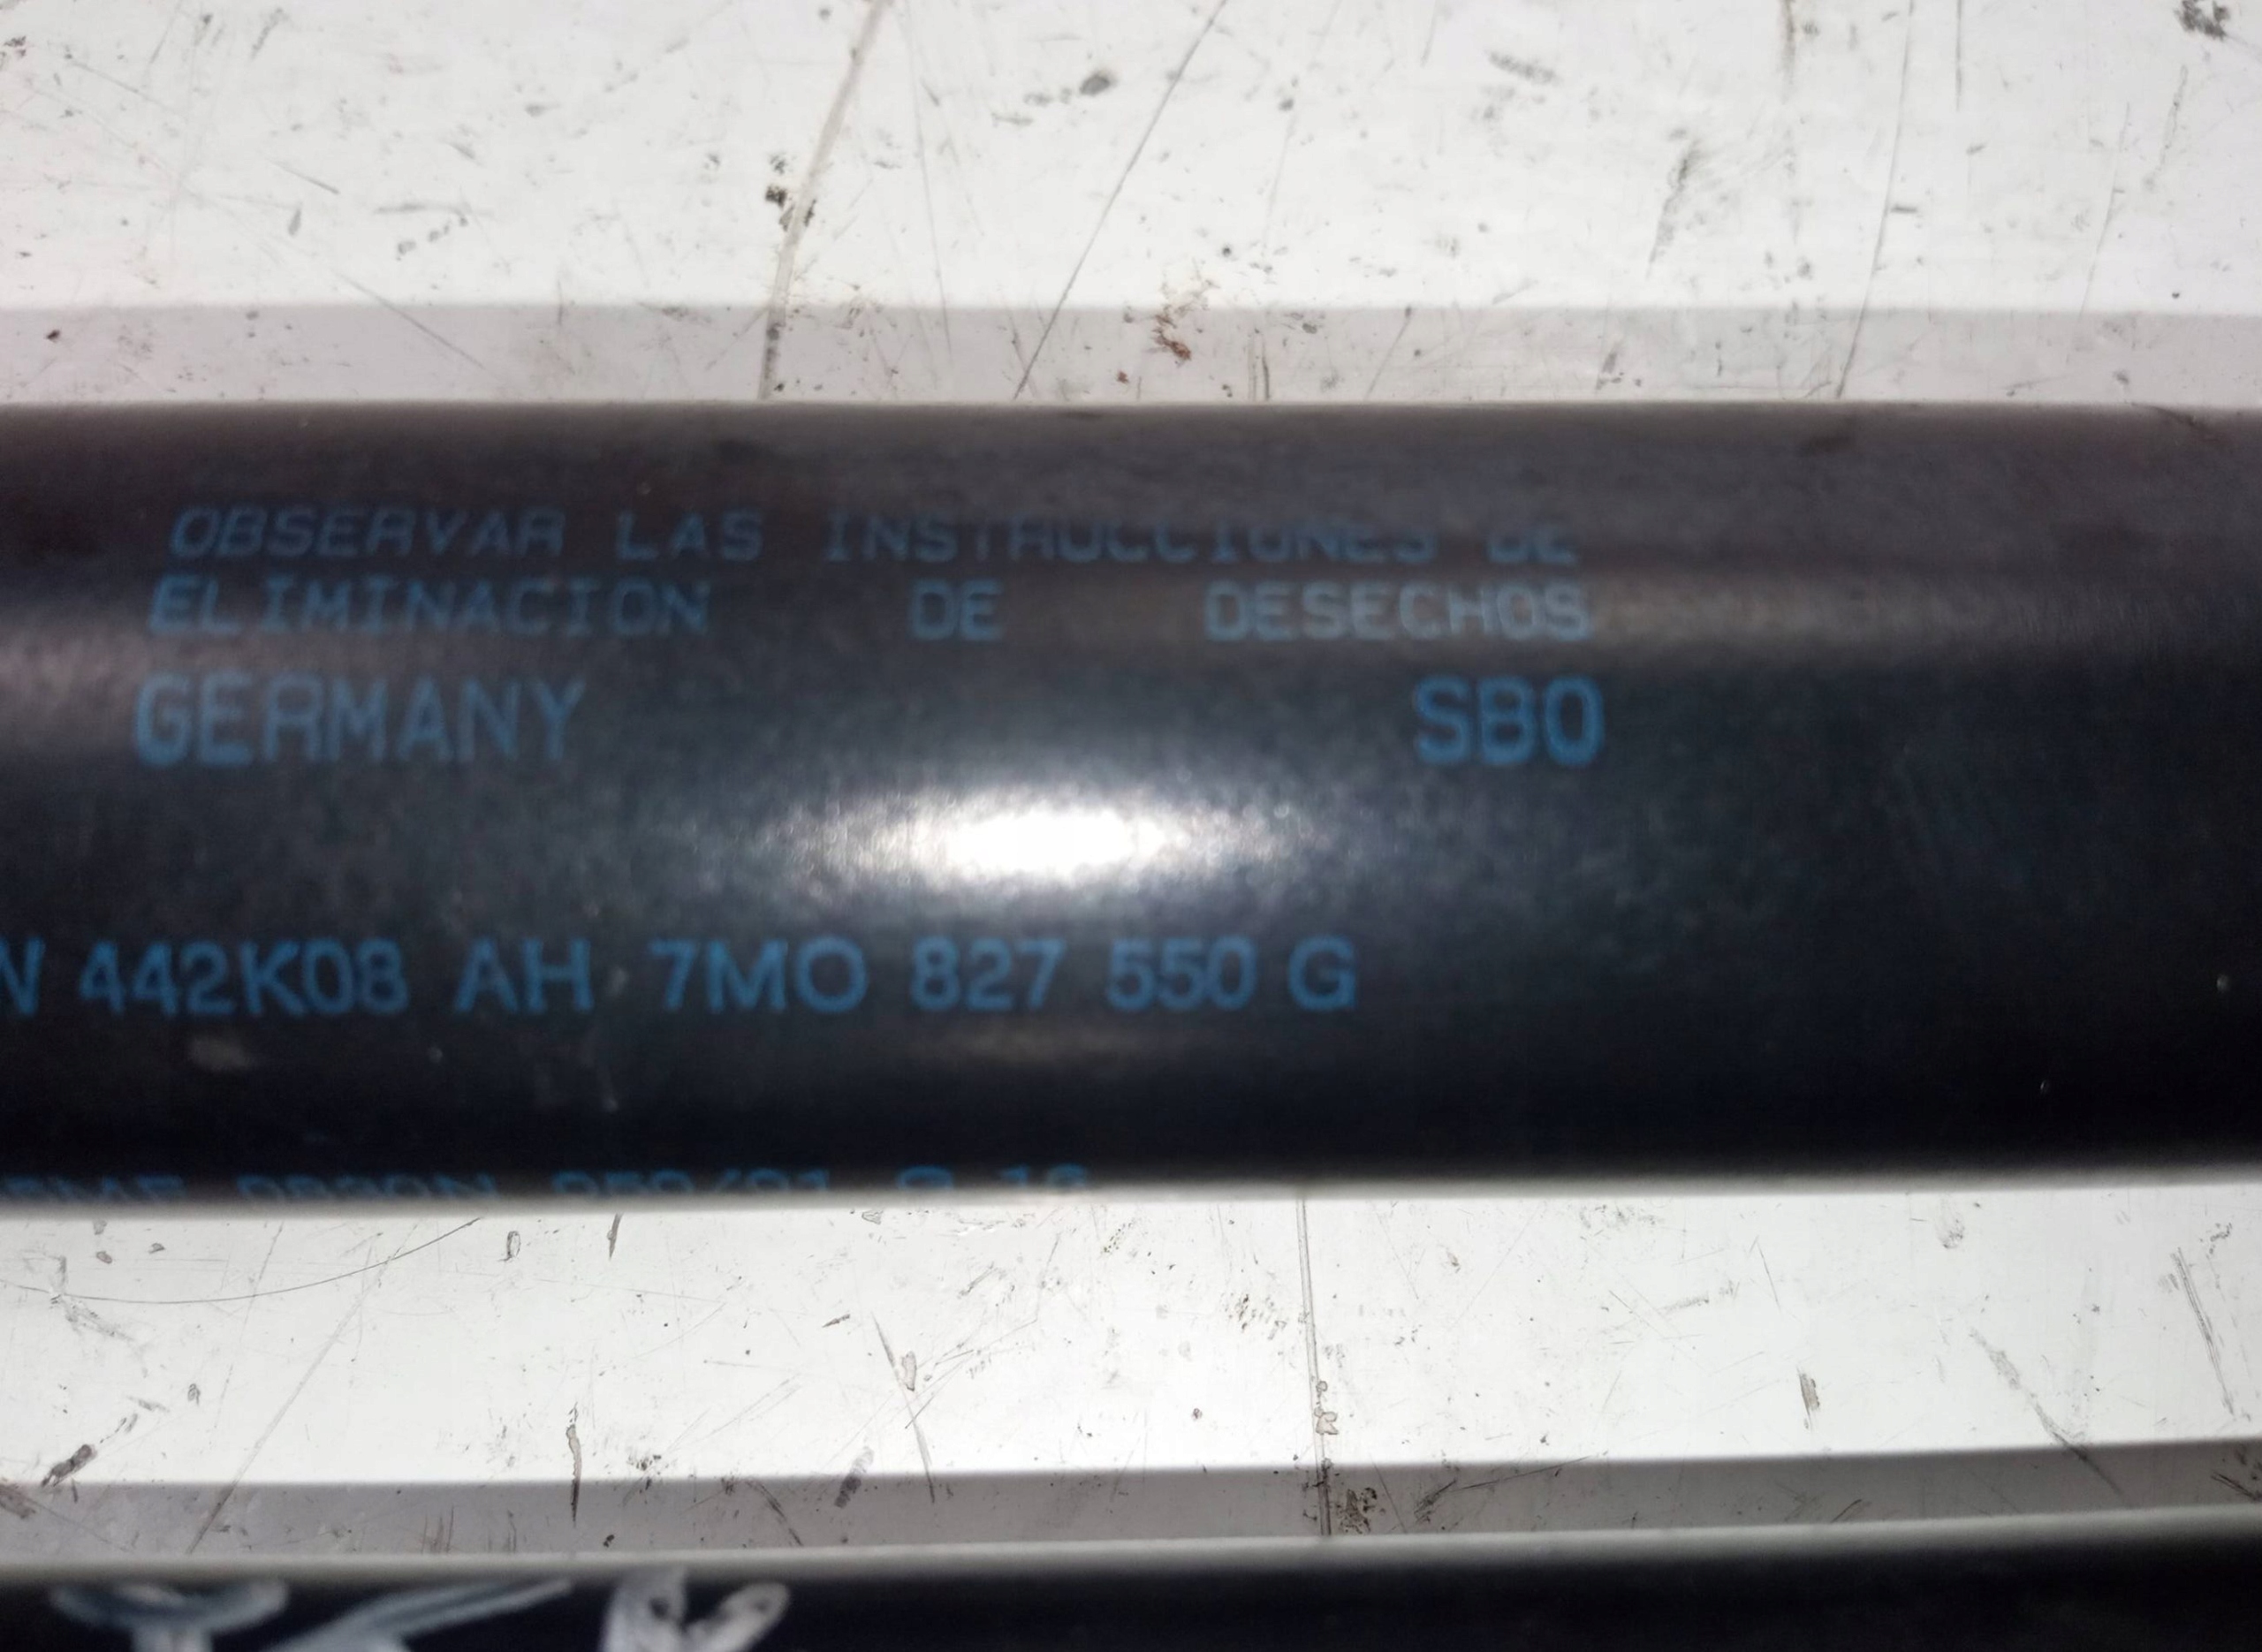 OBSERVAR LAS INSTRUCCIONES DE
ELIMINACION DE DESECHOS
GERMANY SBO
N 442K08 AH 7MO 827 550 G